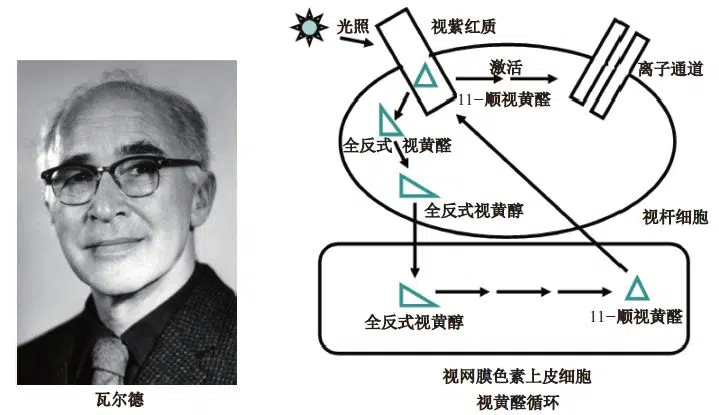 光照
视紫红质
激活
离子通道
11-顺视黄醛
全反式 视黄醛
全反式视黄醇
视杆细胞
全反式视黄醇
11-顺视黄醛
视网膜色素上皮细胞
视黄醛循环
瓦尔德